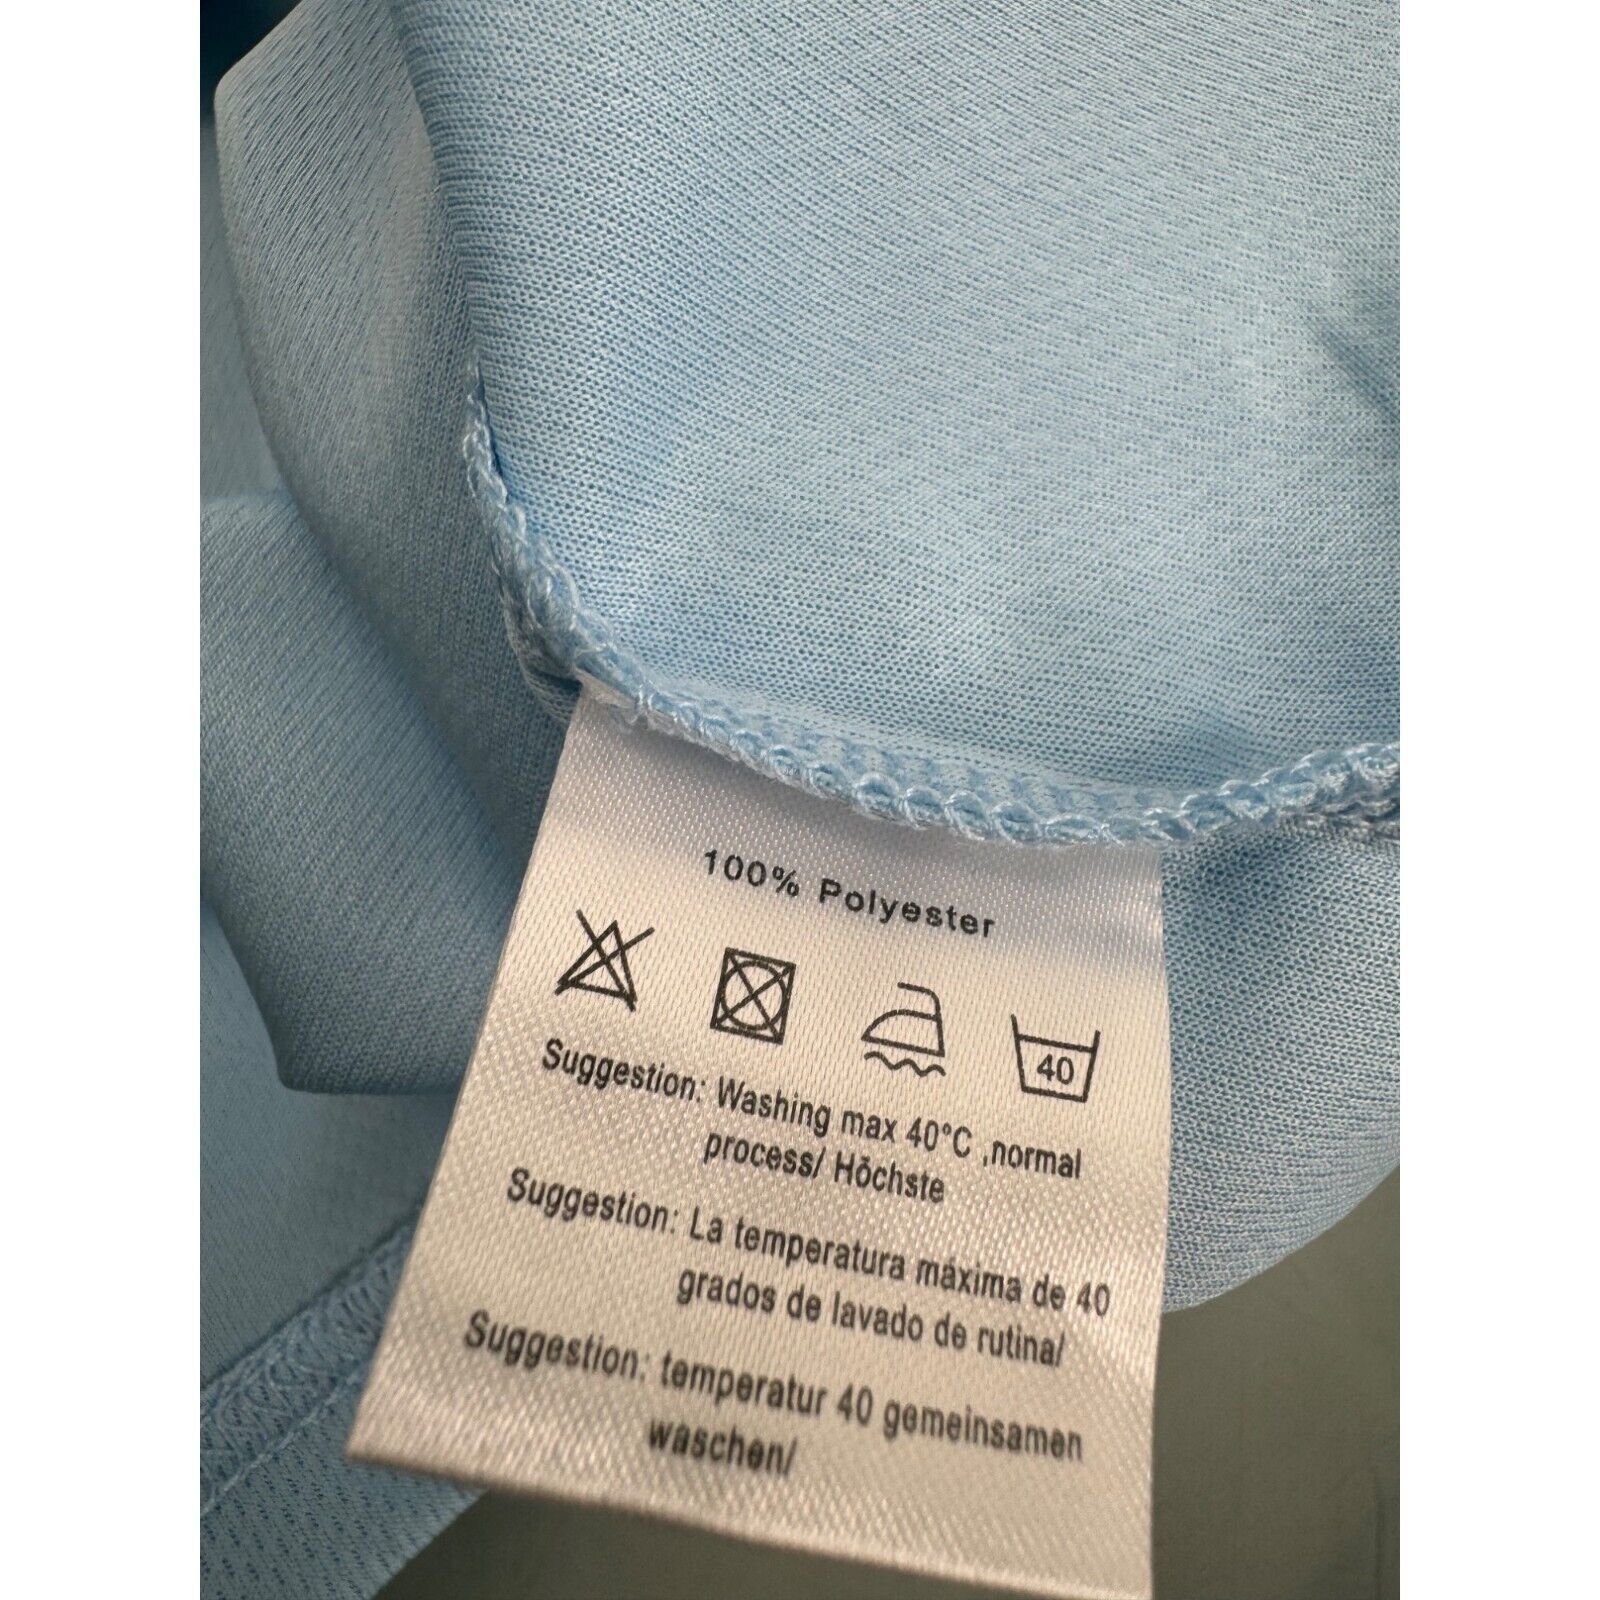 100% Polyester
40
Suggestion: Washing max 40°C ,normal
process/ Höchste
Suggestion: La temperatura máxima de 40
grados de lavado de rutina/
Suggestion: temperatur 40 gemeinsamen
waschen/